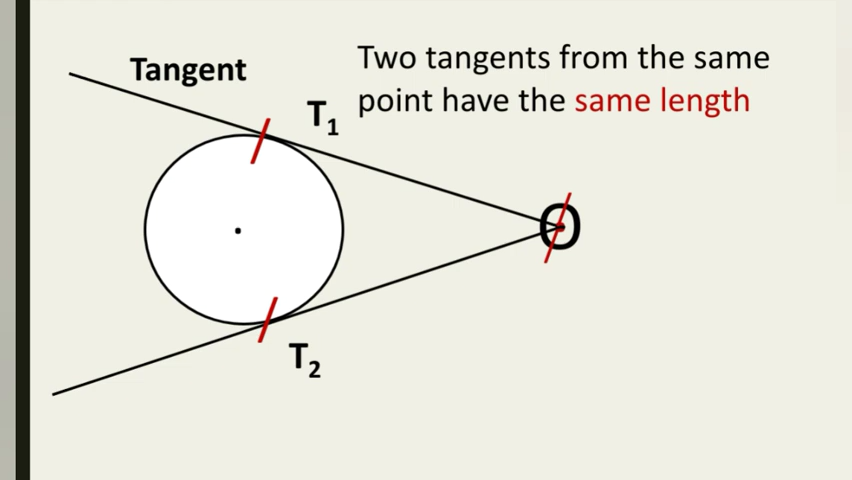 Tangent
Two tangents from the same
point have the same length
T₁
O
T₂